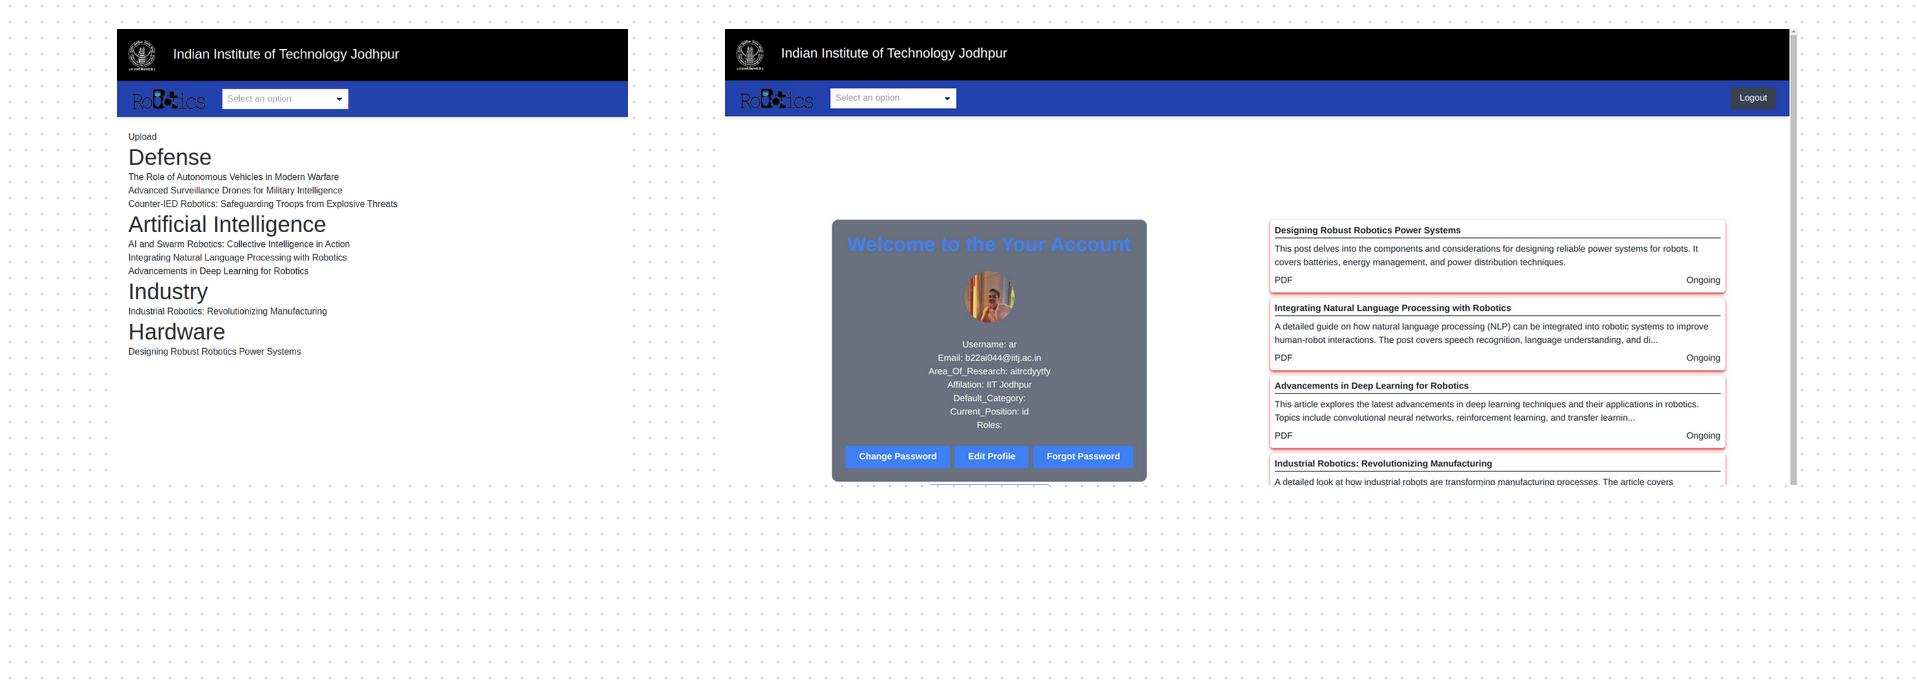 Indian Institute of Technology Jodhpur
RoBotics
Select an option
Upload
Defense
The Role of Autonomous Vehicles in Modern Warfare
Advanced Surveillance Drones for Military Intelligence
Counter-IED Robotics: Safeguarding Troops from Explosive Threats
Artificial Intelligence
AI and Swarm Robotics: Collective Intelligence in Action
Integrating Natural Language Processing with Robotics
Advancements in Deep Learning for Robotics
Industry
Industrial Robotics: Revolutionizing Manufacturing
Hardware
Designing Robust Robotics Power Systems
Indian Institute of Technology Jodhpur
RoBotics
Select an option
Logout
Welcome to the Your Account
Username: ar
Email: b22ai044@iitj.ac.in
Area_Of_Research: aitrcdyytfy
Affilation: IIT Jodhpur
Default_Category:
Current_Position: id
Roles:
Change Password
Edit Profile
Forgot Password
Designing Robust Robotics Power Systems
This post delves into the components and considerations for designing reliable power systems for robots. It
covers batteries, energy management, and power distribution techniques.
PDF
Ongoing
Integrating Natural Language Processing with Robotics
A detailed guide on how natural language processing (NLP) can be integrated into robotic systems to improve
human-robot interactions. The post covers speech recognition, language understanding, and di...
PDF
Ongoing
Advancements in Deep Learning for Robotics
This article explores the latest advancements in deep learning techniques and their applications in robotics.
Topics include convolutional neural networks, reinforcement learning, and transfer learnin...
PDF
Ongoing
Industrial Robotics: Revolutionizing Manufacturing
A detailed look at how industrial robots are transforming manufacturing processes. The article covers